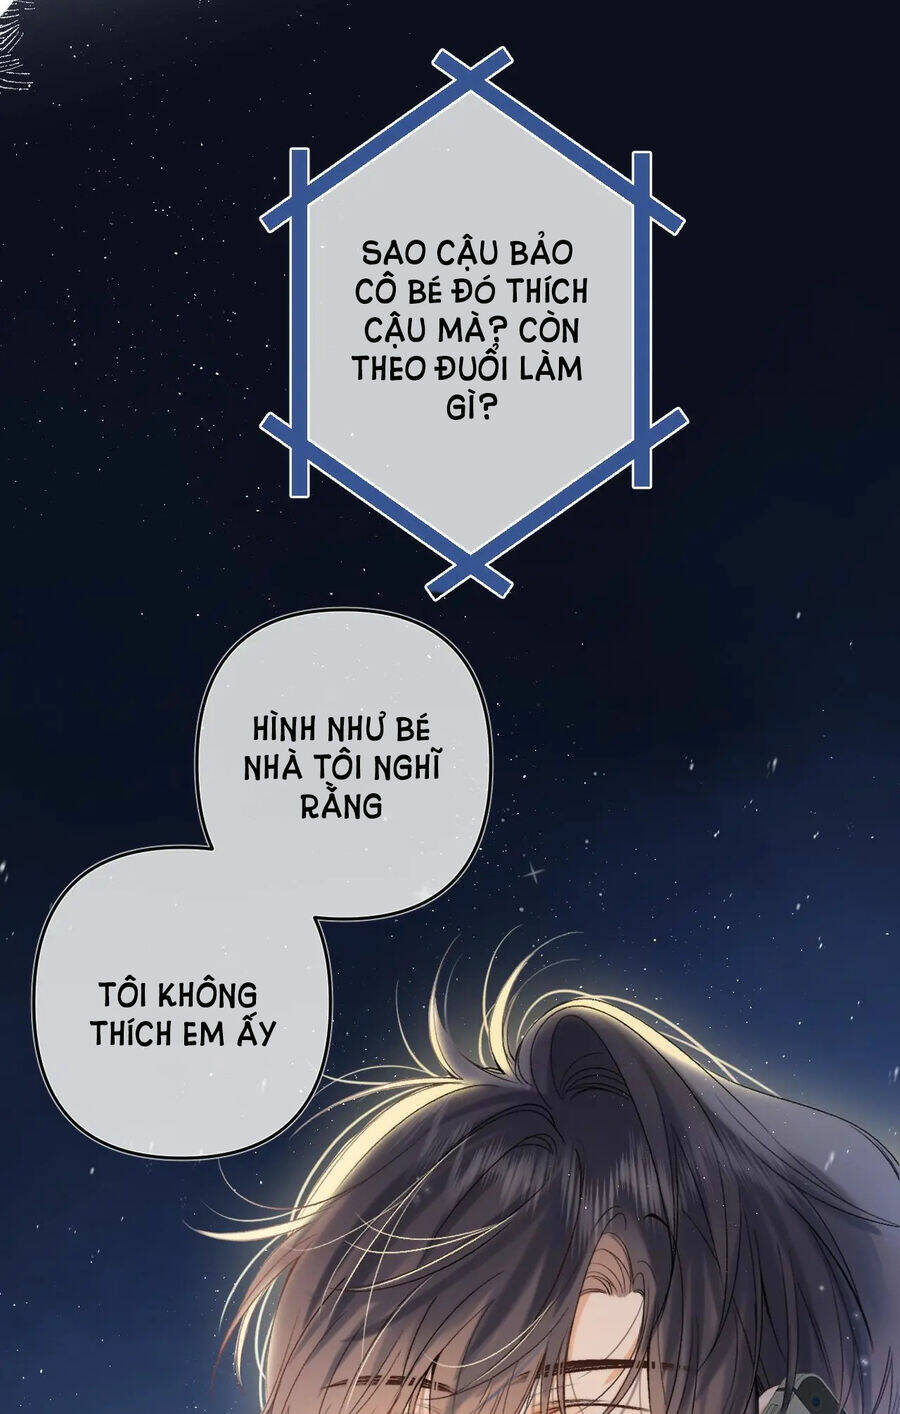 SAO CẬU BẢO
CÔ BÉ ĐÓ THÍCH
CẬU MÀ? CÒN
THEO ĐUỔI LÀM
GÌ?
HÌNH NHƯ BÉ
NHÀ TÔI NGHĨ
RẰNG
TÔI KHÔNG
THÍCH EM ẤY